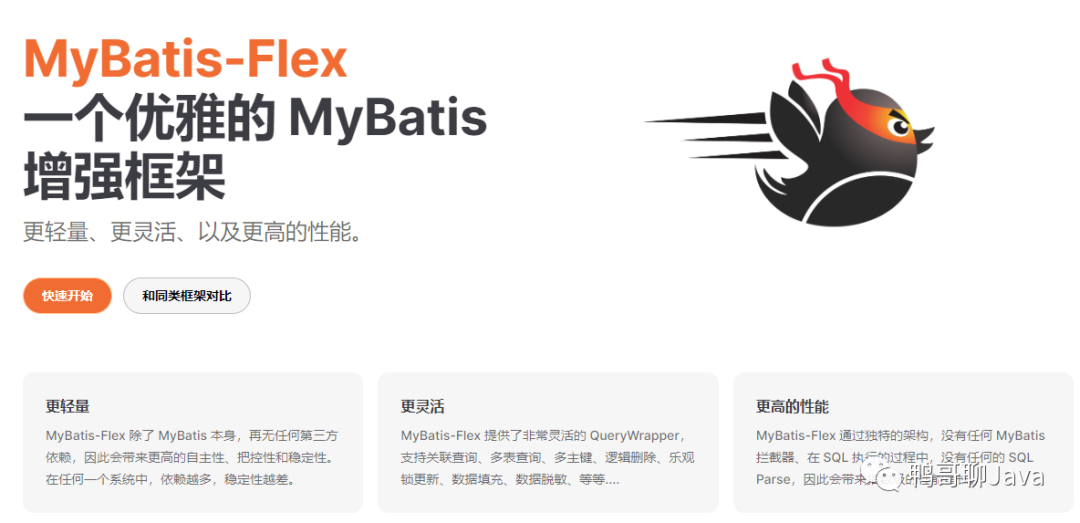 MyBatis-Flex
一个优雅的 MyBatis
增强框架
更轻量、更灵活、以及更高的性能。
快速开始
和同类框架对比
更轻量
MyBatis-Flex 除了 MyBatis 本身，再无任何第三方
依赖，因此会带来更高的自主性、把控性和稳定性。
在任何一个系统中，依赖越多，稳定性越差。
更灵活
MyBatis-Flex 提供了非常灵活的 QueryWrapper，
支持关联查询、多表查询、多主键、逻辑删除、乐观
锁更新、数据填充、数据脱敏、等等....
更高的性能
MyBatis-Flex 通过独特的架构，没有任何 MyBatis
拦截器、在 SQL 执行的过程中，没有任何的 SQL
Parse，因此会带来
鸭哥聊Java